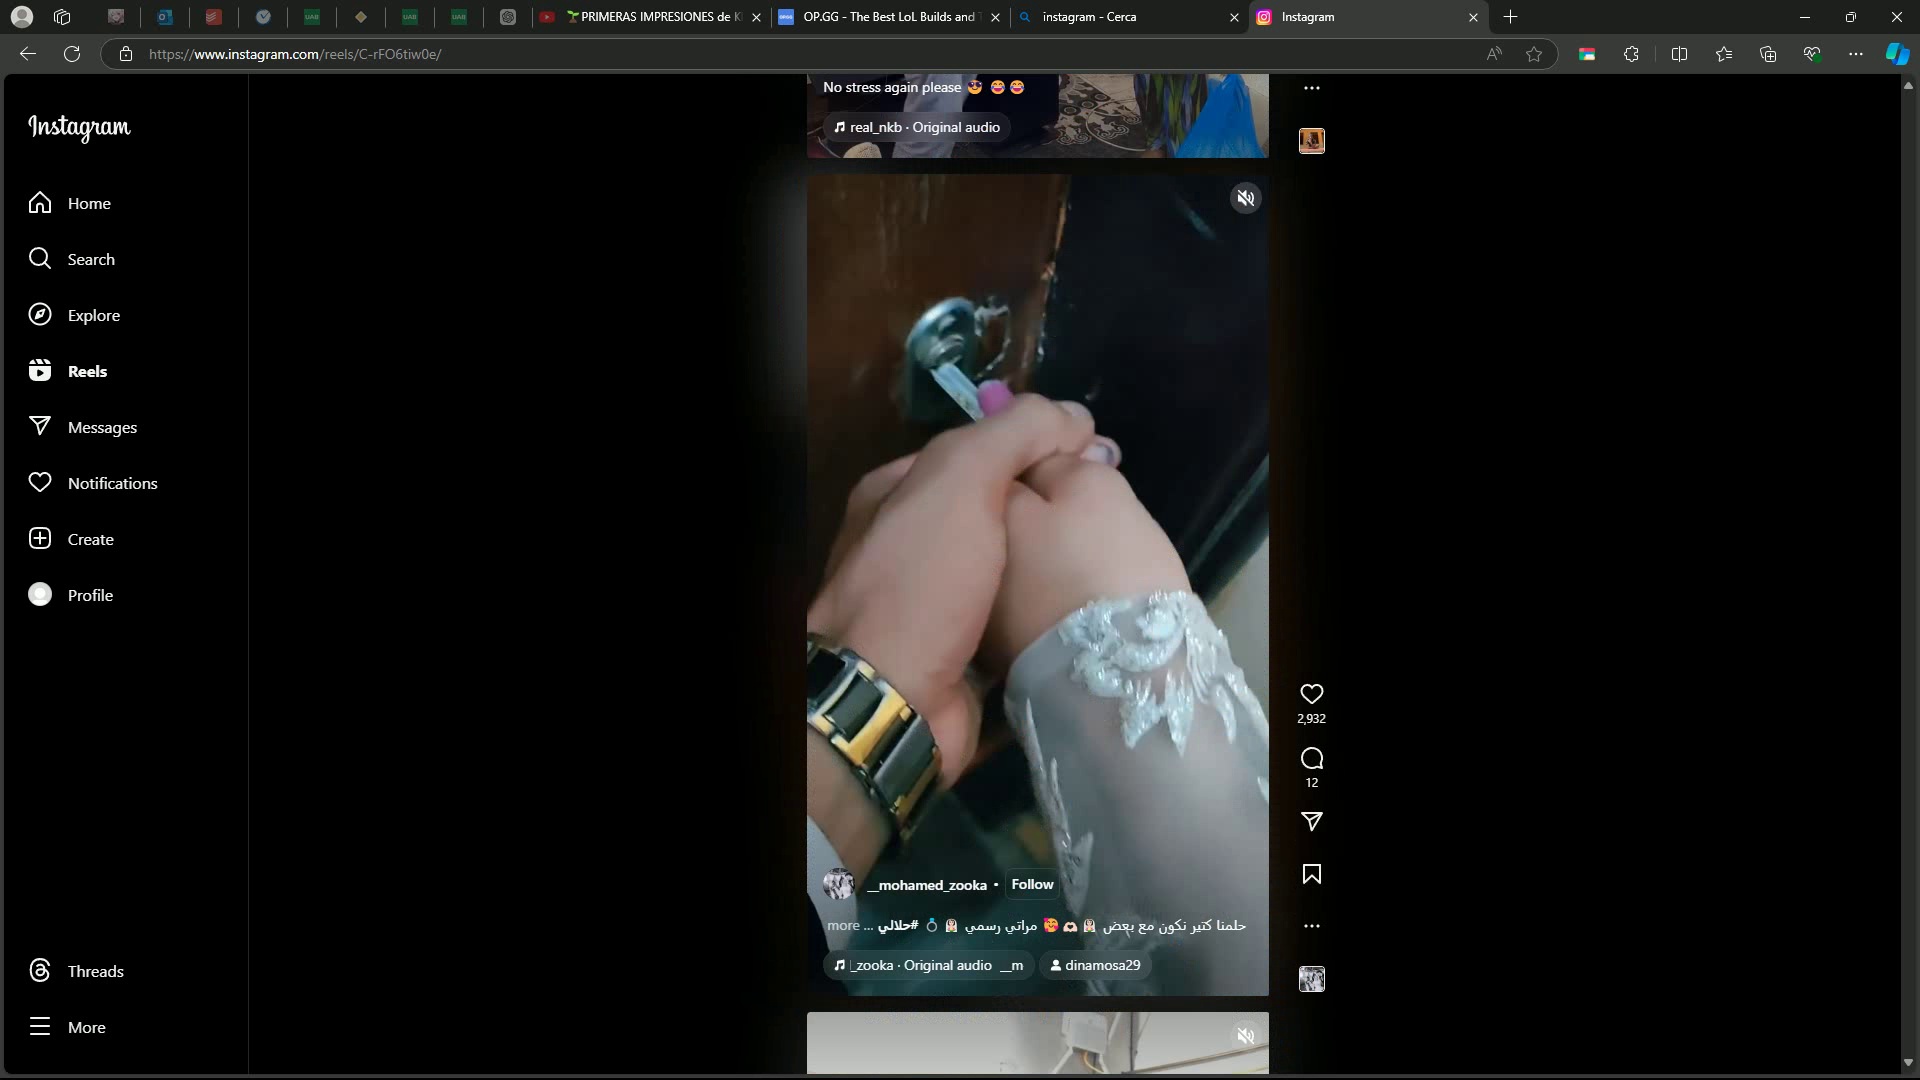 PRIMERAS IMPRESIONES de K
OP.GG - The Best LoL Builds and T
instagram - Cerca
Instagram
https://www.instagram.com/reels/C-rFO6tiw0e/
Instagram
Home
Search
Explore
Reels
Messages
Notifications
Create
Profile
Threads
More
No stress again please 😎 😂😂
real_nkb · Original audio
2,932
12
__mohamed_zooka • Follow
حلمنا كتير نكون مع بعض 👰🏻🫶🏻🥰 مراتي رسمي 👰🏻💍 #حلالي ... more
_zooka · Original audio __m
dinamosa29